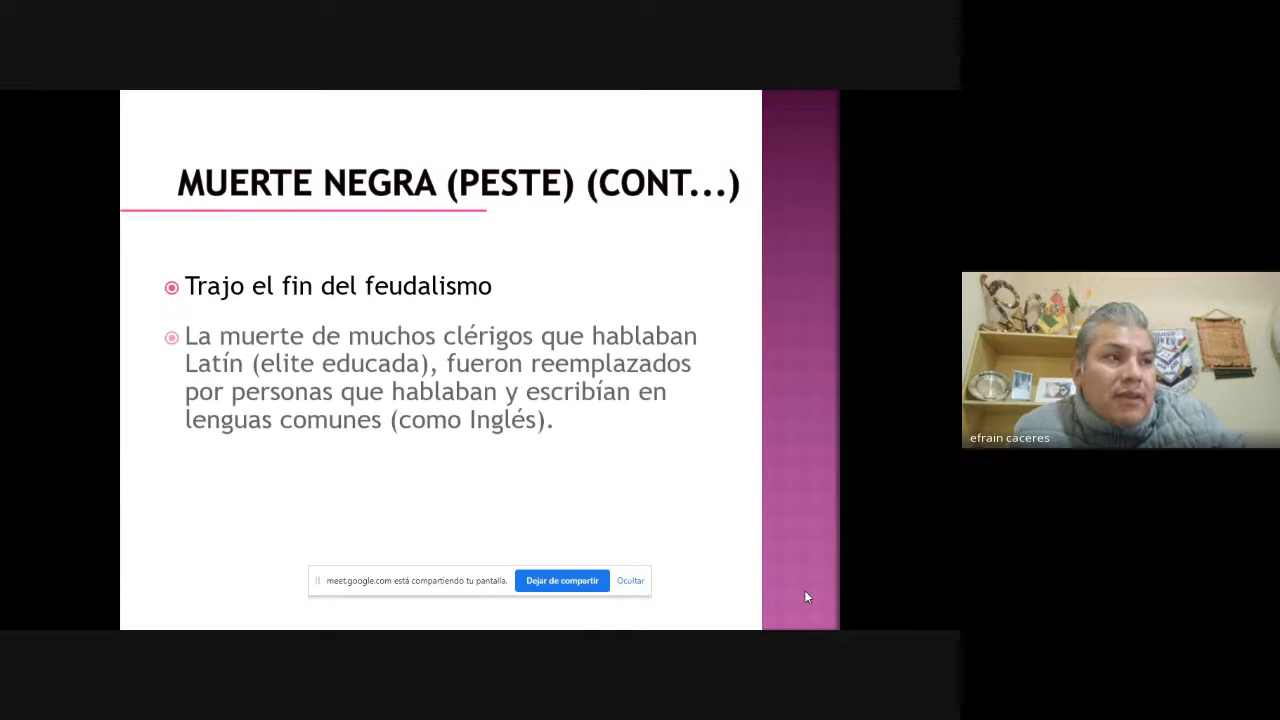 MUERTE NEGRA (PESTE) (CONT...)
Trajo el fin del feudalismo
La muerte de muchos clérigos que hablaban
Latín (elite educada), fueron reemplazados
por personas que hablaban y escribían en
lenguas comunes (como Inglés).
meet.google.com está compartiendo tu pantalla.
Dejar de compartir
Ocultar
efrain caceres